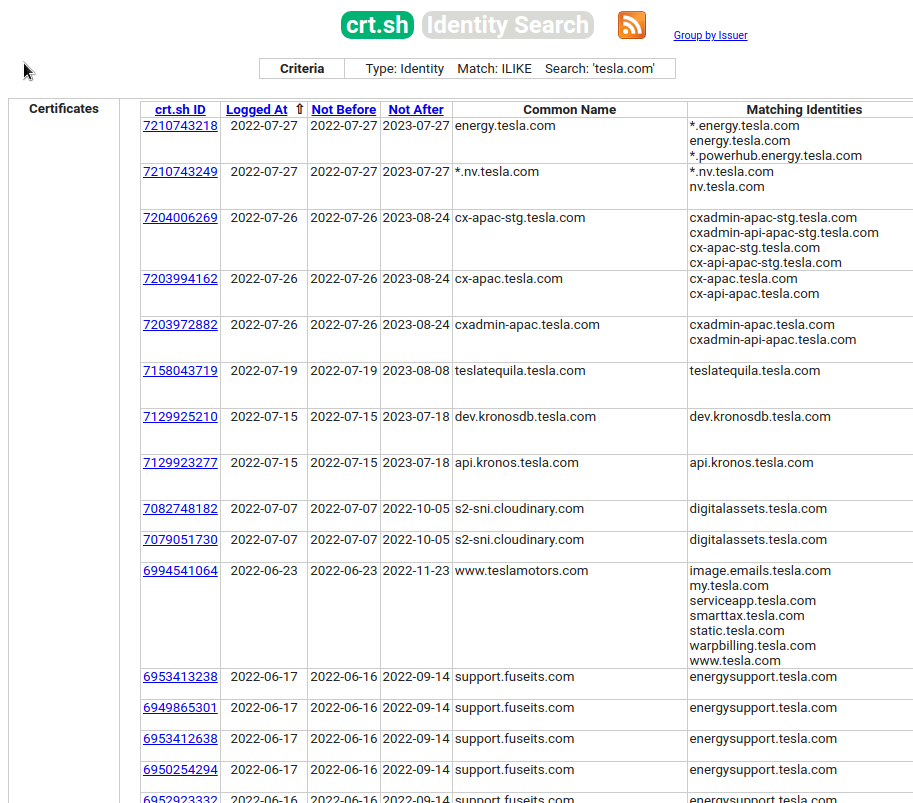 crt.sh Identity Search Group by Issuer
Criteria Type: Identity Match: ILIKE Search: 'tesla.com'
Certificates crt.sh ID Logged At ⇧ Not Before Not After Common Name Matching Identities
7210743218 2022-07-27 2022-07-27 2023-07-27 energy.tesla.com *.energy.tesla.com
energy.tesla.com
*.powerhub.energy.tesla.com
7210743249 2022-07-27 2022-07-27 2023-07-27 *.nv.tesla.com *.nv.tesla.com
nv.tesla.com
7204006269 2022-07-26 2022-07-26 2023-08-24 cx-apac-stg.tesla.com cxadmin-apac-stg.tesla.com
cxadmin-api-apac-stg.tesla.com
cx-apac-stg.tesla.com
cx-api-apac-stg.tesla.com
7203994162 2022-07-26 2022-07-26 2023-08-24 cx-apac.tesla.com cx-apac.tesla.com
cx-api-apac.tesla.com
7203972882 2022-07-26 2022-07-26 2023-08-24 cxadmin-apac.tesla.com cxadmin-apac.tesla.com
cxadmin-api-apac.tesla.com
7158043719 2022-07-19 2022-07-19 2023-08-08 teslatequila.tesla.com teslatequila.tesla.com
7129925210 2022-07-15 2022-07-15 2023-07-18 dev.kronosdb.tesla.com dev.kronosdb.tesla.com
7129923277 2022-07-15 2022-07-15 2023-07-18 api.kronos.tesla.com api.kronos.tesla.com
7082748182 2022-07-07 2022-07-07 2022-10-05 s2-sni.cloudinary.com digitalassets.tesla.com
7079051730 2022-07-07 2022-07-07 2022-10-05 s2-sni.cloudinary.com digitalassets.tesla.com
6994541064 2022-06-23 2022-06-23 2022-11-23 www.teslamotors.com image.emails.tesla.com
my.tesla.com
serviceapp.tesla.com
smarttax.tesla.com
static.tesla.com
warpbilling.tesla.com
www.tesla.com
6953413238 2022-06-17 2022-06-16 2022-09-14 support.fuseits.com energysupport.tesla.com
6949865301 2022-06-17 2022-06-16 2022-09-14 support.fuseits.com energysupport.tesla.com
6953412638 2022-06-17 2022-06-16 2022-09-14 support.fuseits.com energysupport.tesla.com
6950254294 2022-06-17 2022-06-16 2022-09-14 support.fuseits.com energysupport.tesla.com
6952923332 2022-06-16 2022-06-16 2022-09-14 support.fuseits.com energysupport.tesla.com